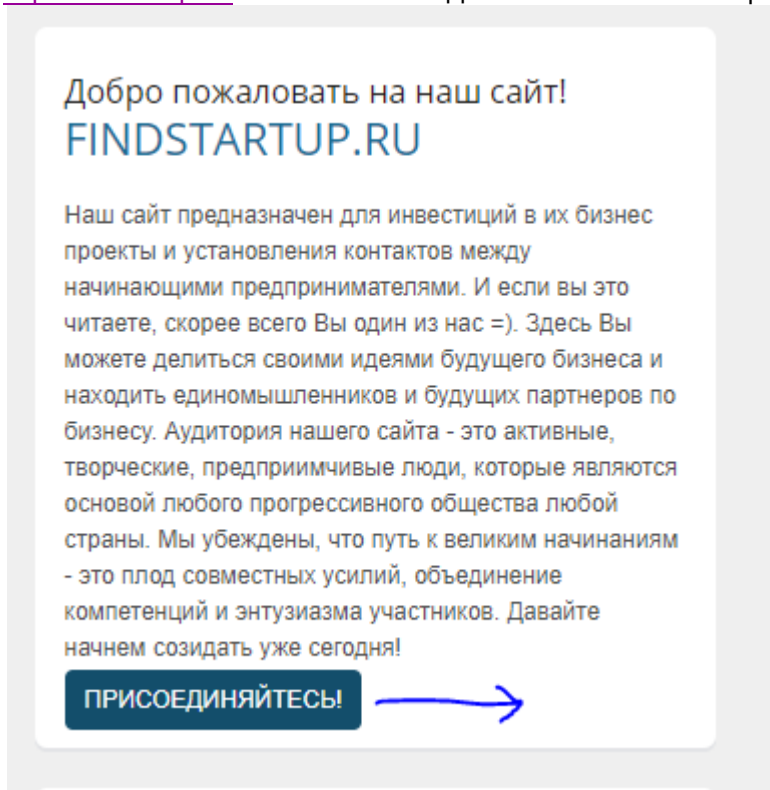 Добро пожаловать на наш сайт!
FINDSTARTUP.RU
Наш сайт предназначен для инвестиций в их бизнес
проекты и установления контактов между
начинающими предпринимателями. И если вы это
читаете, скорее всего Вы один из нас =). Здесь Вы
можете делиться своими идеями будущего бизнеса и
находить единомышленников и будущих партнеров по
бизнесу. Аудитория нашего сайта - это активные,
творческие, предприимчивые люди, которые являются
основой любого прогрессивного общества любой
страны. Мы убеждены, что путь к великим начинаниям
- это плод совместных усилий, объединение
компетенций и энтузиазма участников. Давайте
начнем созидать уже сегодня!
ПРИСОЕДИНЯЙТЕСЬ!